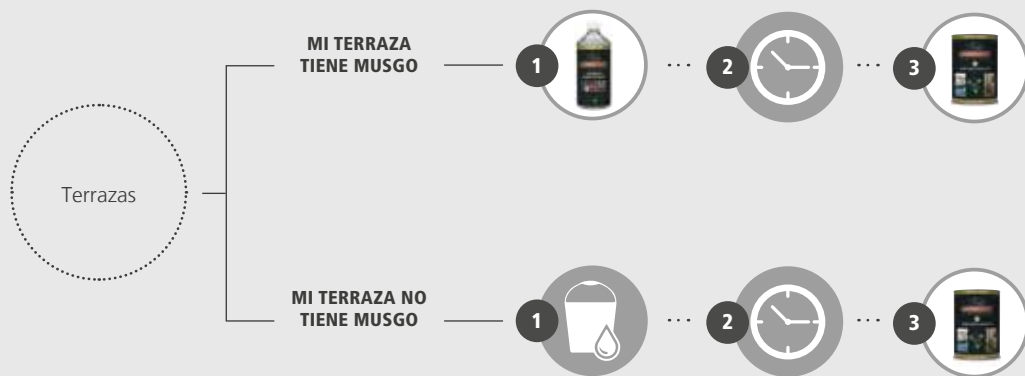 MI TERRAZA
TIENE MUSGO
1
2
3
Terrazas
MI TERRAZA NO
TIENE MUSGO
1
2
3